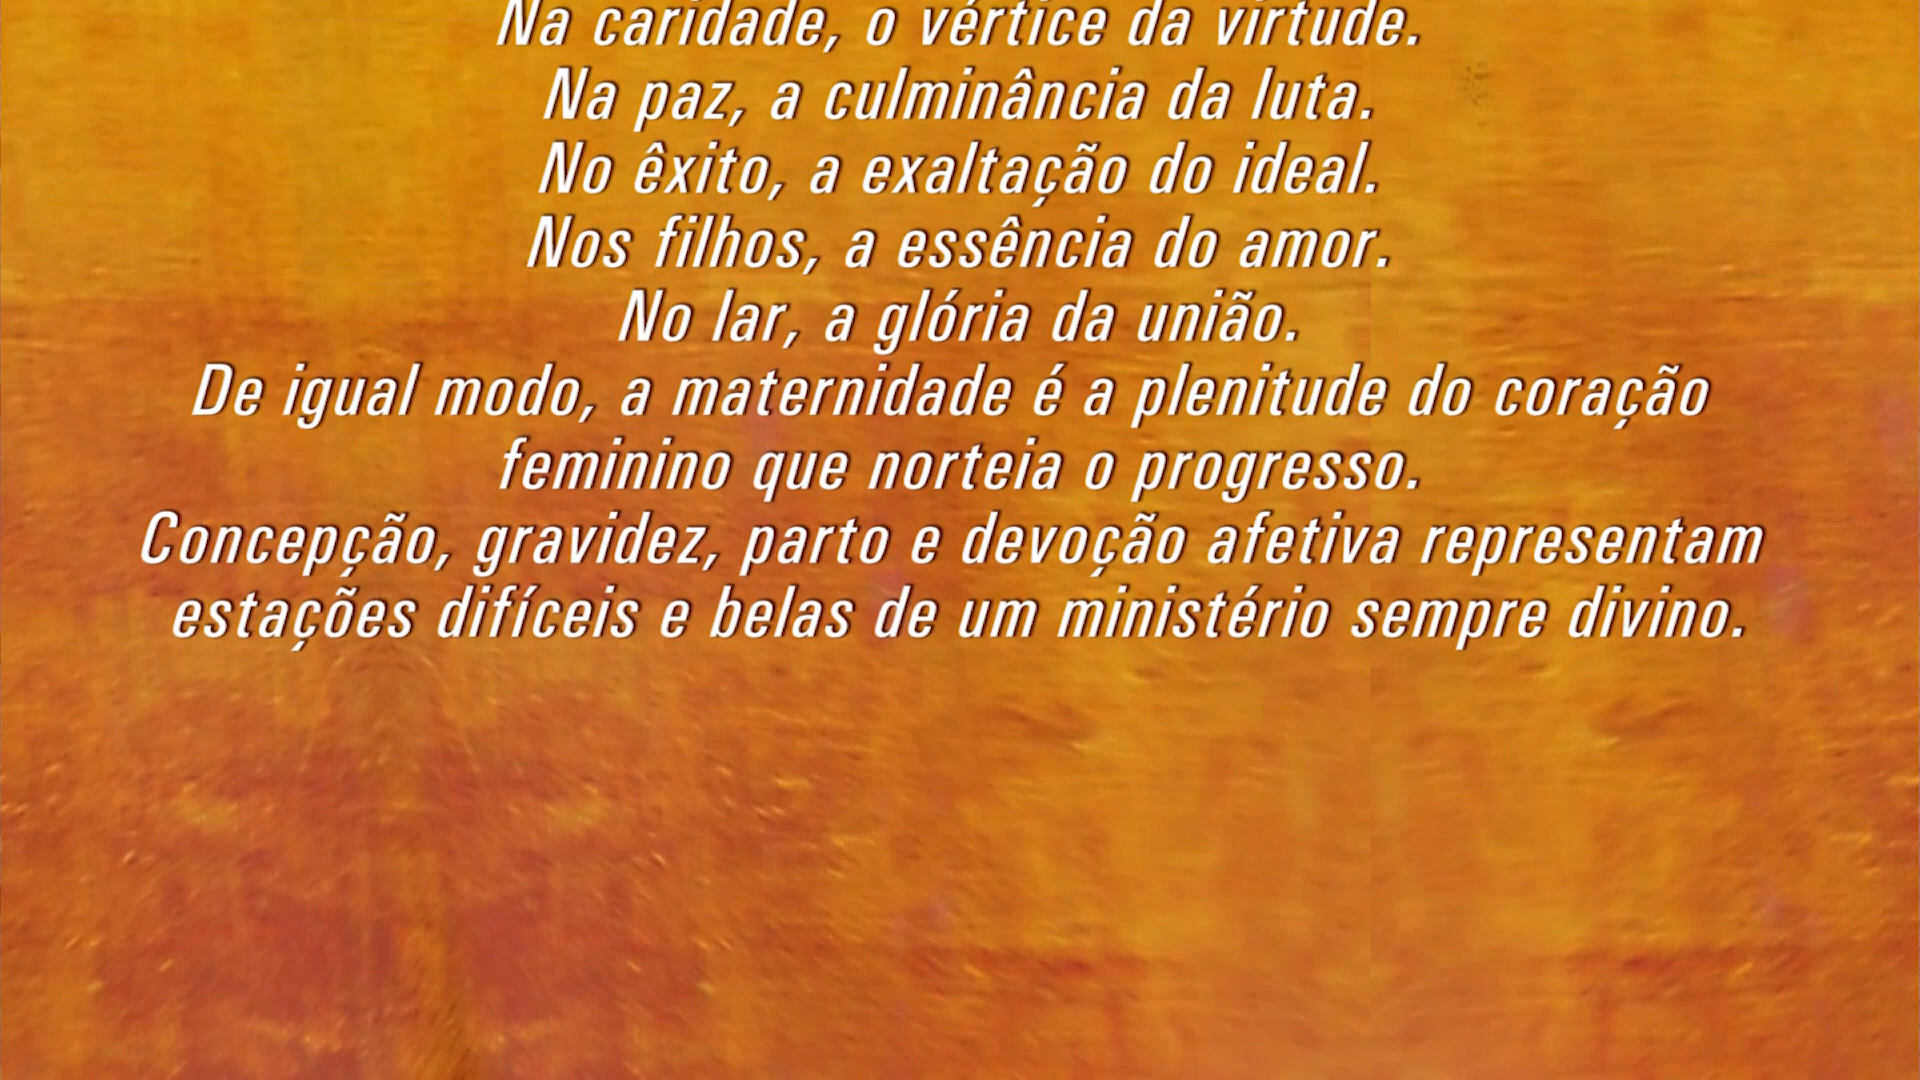 Na caridade, o vértice da virtude.
Na paz, a culminância da luta.
No êxito, a exaltação do ideal.
Nos filhos, a essência do amor.
No lar, a glória da união.
De igual modo, a maternidade é a plenitude do coração
feminino que norteia o progresso.
Concepção, gravidez, parto e devoção afetiva representam
estações difíceis e belas de um ministério sempre divino.